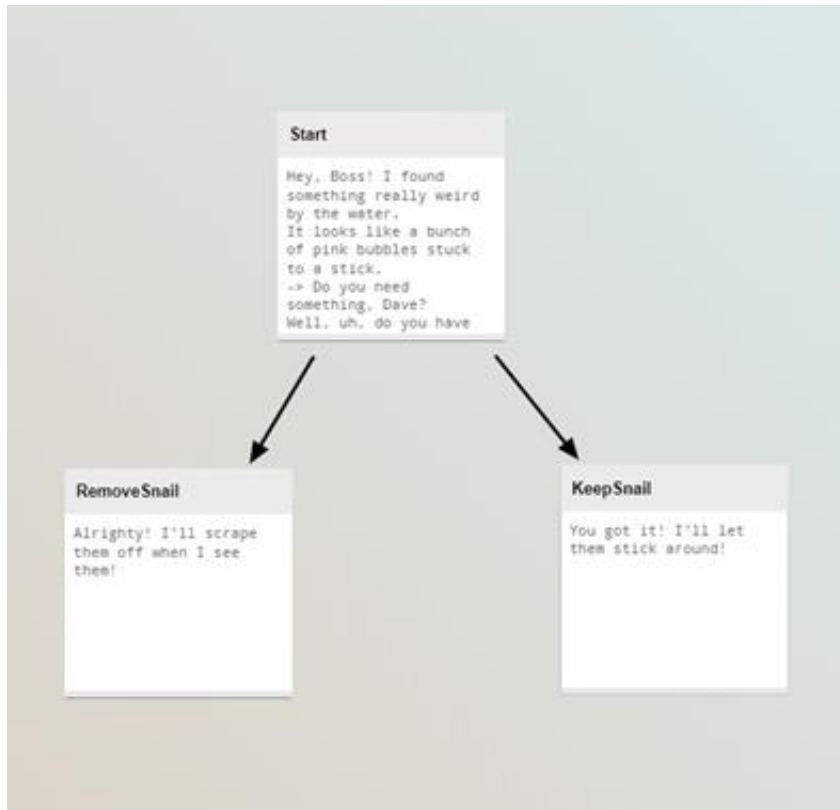 Start
Hey, Boss! I found
something really weird
by the water.
It looks like a bunch
of pink bubbles stuck
to a stick.
-> Do you need
something, Dave?
Well, uh, do you have
RemoveSnail
Alrighty! I'll scrape
them off when I see
them!
KeepSnail
You got it! I'll let
them stick around!